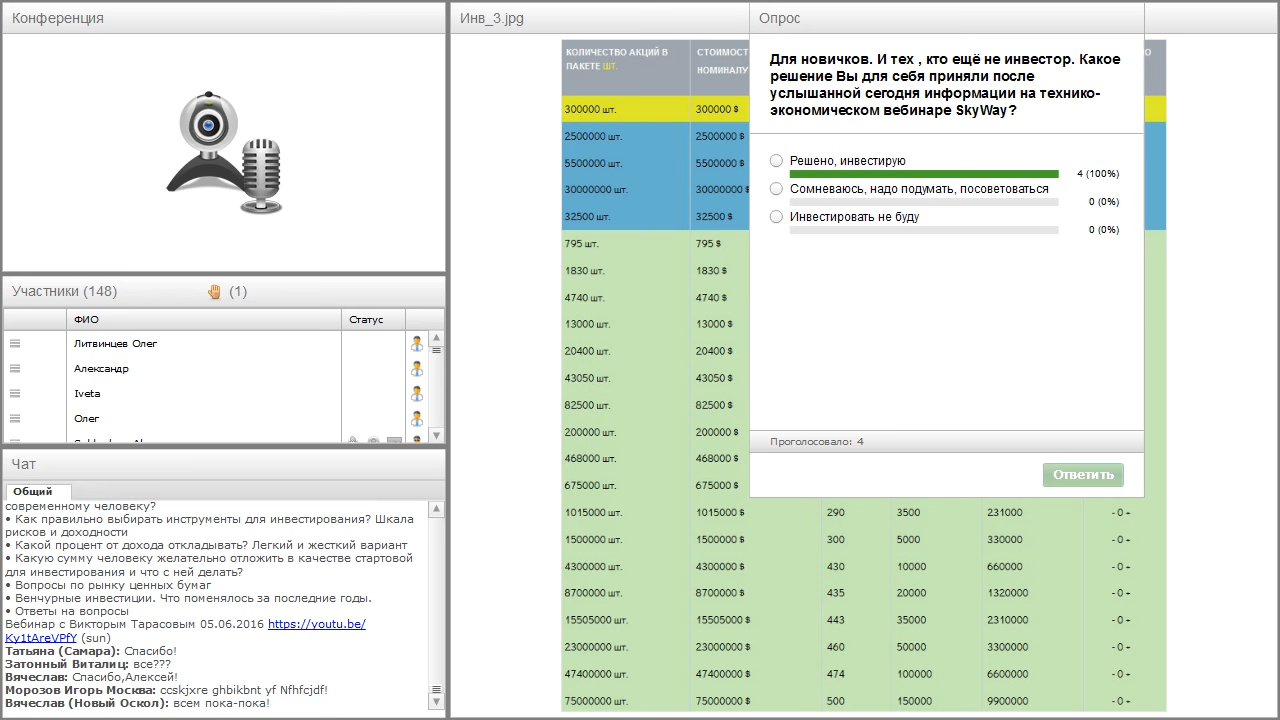 Конференция
Участники (148)
(1)
ФИО
Статус
Литвинцев Олег
Александр
Iveta
Олег
Чат
Общий
современному человеку?
• Как правильно выбирать инструменты для инвестирования? Шкала
рисков и доходности
• Какой процент от дохода откладывать? Легкий и жесткий вариант
• Какую сумму человеку желательно отложить в качестве стартовой
для инвестирования и что с ней делать?
• Вопросы по рынку ценных бумаг
• Венчурные инвестиции. Что поменялось за последние годы.
• Ответы на вопросы
Вебинар с Викторым Тарасовым 05.06.2016 https://youtu.be/
Ky1tAreVPfY (sun)
Татьяна (Самара): Спасибо!
Затонный Виталиц: все???
Вячеслав: Спасибо,Алексей!
Морозов Игорь Москва: ccskjxre ghbikbnt yf Nfhfcjdf!
Вячеслав (Новый Оскол): всем пока-пока!
Инв_3.jpg
КОЛИЧЕСТВО АКЦИЙ В
ПАКЕТЕ ШТ.
НОМИНАЛУ
300000 шт. 300000 $
2500000 шт. 2500000 $
5500000 шт. 5500000 $
30000000 шт. 30000000 $
32500 шт. 32500 $
795 шт. 795 $
1830 шт. 1830 $
4740 шт. 4740 $
13000 шт. 13000 $
20400 шт. 20400 $
43050 шт. 43050 $
82500 шт. 82500 $
200000 шт. 200000 $
468000 шт. 468000 $
675000 шт. 675000 $
1015000 шт. 1015000 $ 290 3500 231000 - 0 +
1500000 шт. 1500000 $ 300 5000 330000 - 0 +
4300000 шт. 4300000 $ 430 10000 660000 - 0 +
8700000 шт. 8700000 $ 435 20000 1320000 - 0 +
15505000 шт. 15505000 $ 443 35000 2310000 - 0 +
23000000 шт. 23000000 $ 460 50000 3300000 - 0 +
47400000 шт. 47400000 $ 474 100000 6600000 - 0 +
75000000 шт. 75000000 $ 500 150000 9900000 - 0 +
Опрос
Для новичков. И тех , кто ещё не инвестор. Какое
решение Вы для себя приняли после
услышанной сегодня информации на технико-
экономическом вебинаре SkyWay?
Решено, инвестирую
4 (100%)
Сомневаюсь, надо подумать, посоветоваться
0 (0%)
Инвестировать не буду
0 (0%)
Проголосовало: 4
Ответить